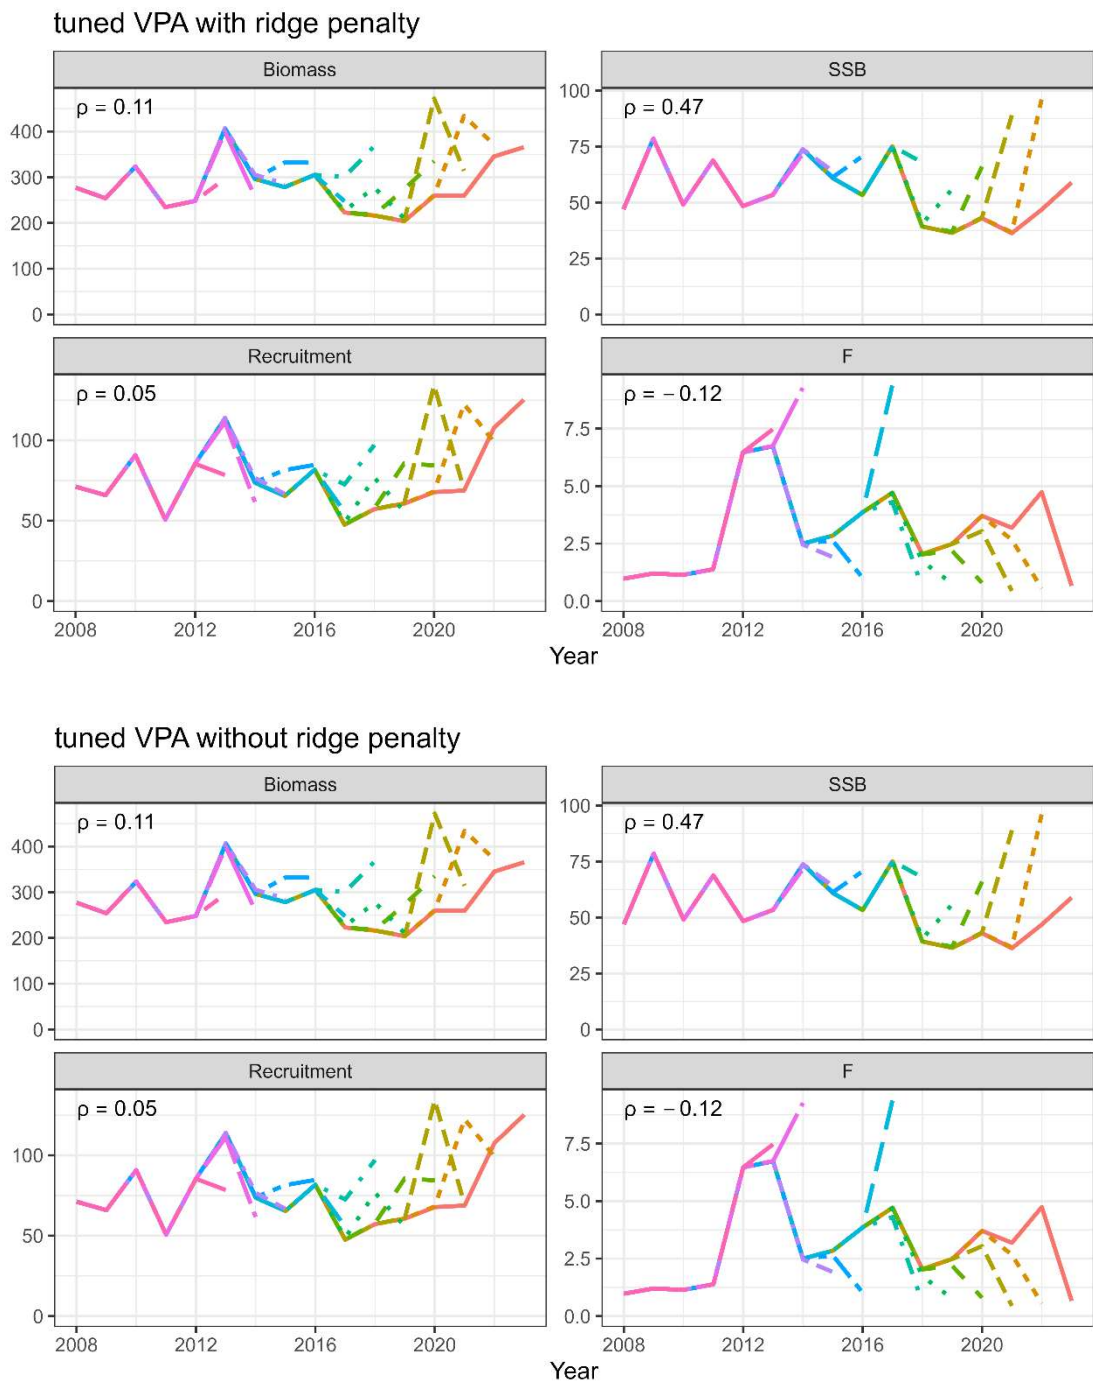 tuned VPA with ridge penalty
Biomass
SSB
ρ = 0.11
400
300
200
100
0
ρ = 0.47
100
75
50
25
0
Recruitment
F
ρ = 0.05
100
50
0
ρ = − 0.12
7.5
5.0
2.5
0.0
2008 2012 2016 2020
2008 2012 2016 2020
Year
tuned VPA without ridge penalty
Biomass
SSB
ρ = 0.11
400
300
200
100
0
ρ = 0.47
100
75
50
25
0
Recruitment
F
ρ = 0.05
100
50
0
ρ = − 0.12
7.5
5.0
2.5
0.0
2008 2012 2016 2020
2008 2012 2016 2020
Year